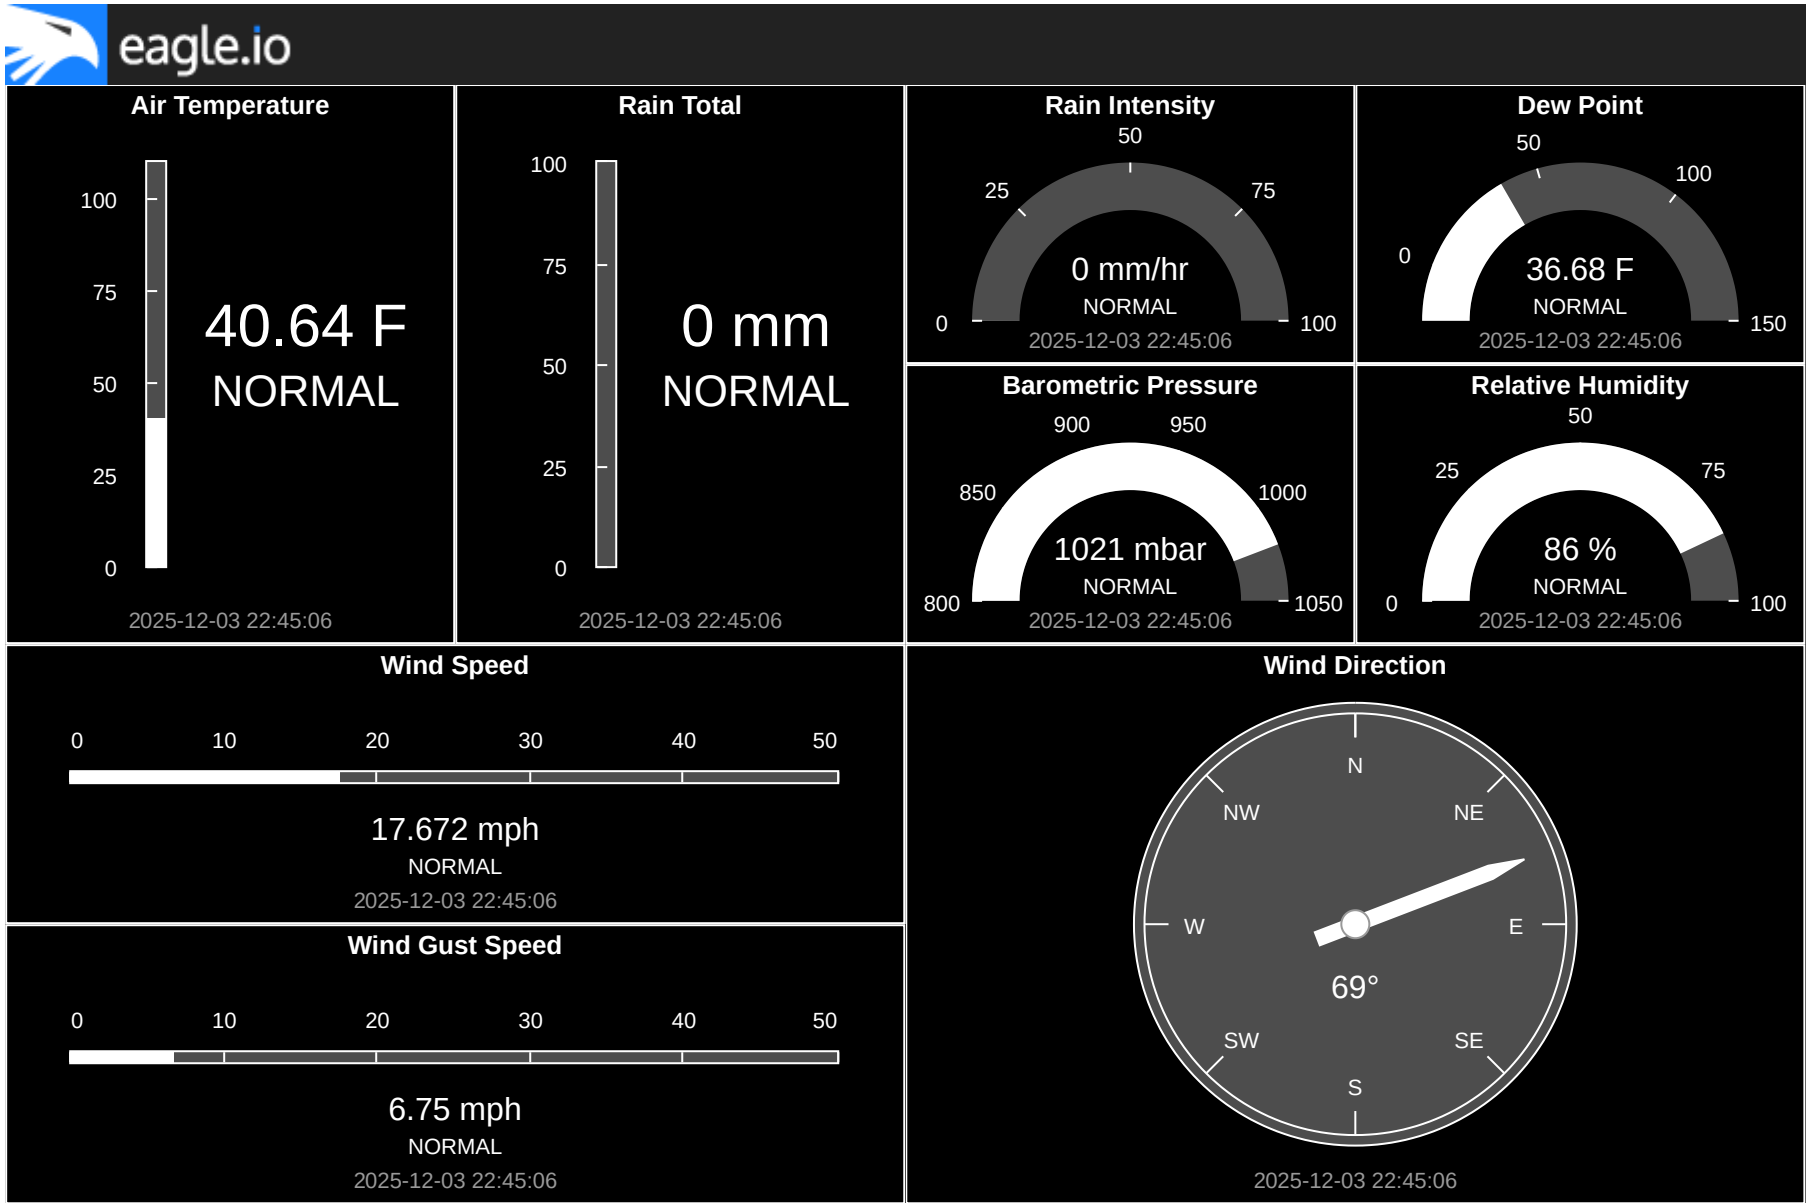 eagle.io
Air Temperature
100
75
50
25
0
40.64 F
NORMAL
2025-12-03 22:45:06
Rain Total
100
75
50
25
0
0 mm
NORMAL
2025-12-03 22:45:06
Rain Intensity
50
25 75
0 100
0 mm/hr
NORMAL
2025-12-03 22:45:06
Dew Point
50
100
0
150
36.68 F
NORMAL
2025-12-03 22:45:06
Barometric Pressure
900 950
850 1000
800 1050
1021 mbar
NORMAL
2025-12-03 22:45:06
Relative Humidity
50
25 75
0 100
86 %
NORMAL
2025-12-03 22:45:06
Wind Speed
0 10 20 30 40 50
17.672 mph
NORMAL
2025-12-03 22:45:06
Wind Gust Speed
0 10 20 30 40 50
6.75 mph
NORMAL
2025-12-03 22:45:06
Wind Direction
N
NW NE
W E
69°
SW SE
S
2025-12-03 22:45:06